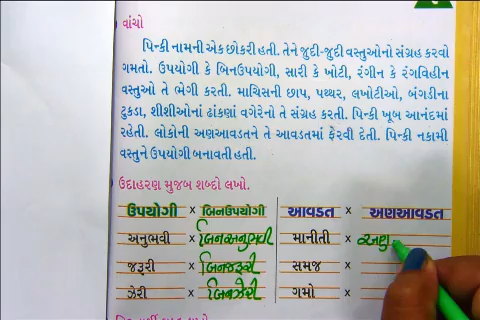 વાંચો
પિન્કી નામની એક છોકરી હતી. તેને જુદી-જુદી વસ્તુઓનો સંગ્રહ કરવો
ગમતો. ઉપયોગી કે બિનઉપયોગી, સારી કે ખોટી, રંગીન કે રંગવિહીન
વસ્તુઓ તે ભેગી કરતી. માચિસની છાપ, પથ્થર, લખોટીઓ, બંગડીના
ટુકડા, શીશીઓનાં ઢાંકણાં વગેરેનો તે સંગ્રહ કરતી. પિન્કી ખૂબ આનંદમાં
રહેતી. લોકોની અણઆવડતને તે આવડતમાં ફેરવી દેતી. પિન્કી નકામી
વસ્તુને ઉપયોગી બનાવતી હતી.
ઉદાહરણ મુજબ શબ્દો લખો.
ઉપયોગી × બિનઉપયોગી આવડત × અણઆવડત
અનુભવી × બિનઅનુભવી માનીતી × અણ
જરૂરી × બિનજરૂરી સમજ ×
ઝેરી × બિનઝેરી ગમો ×